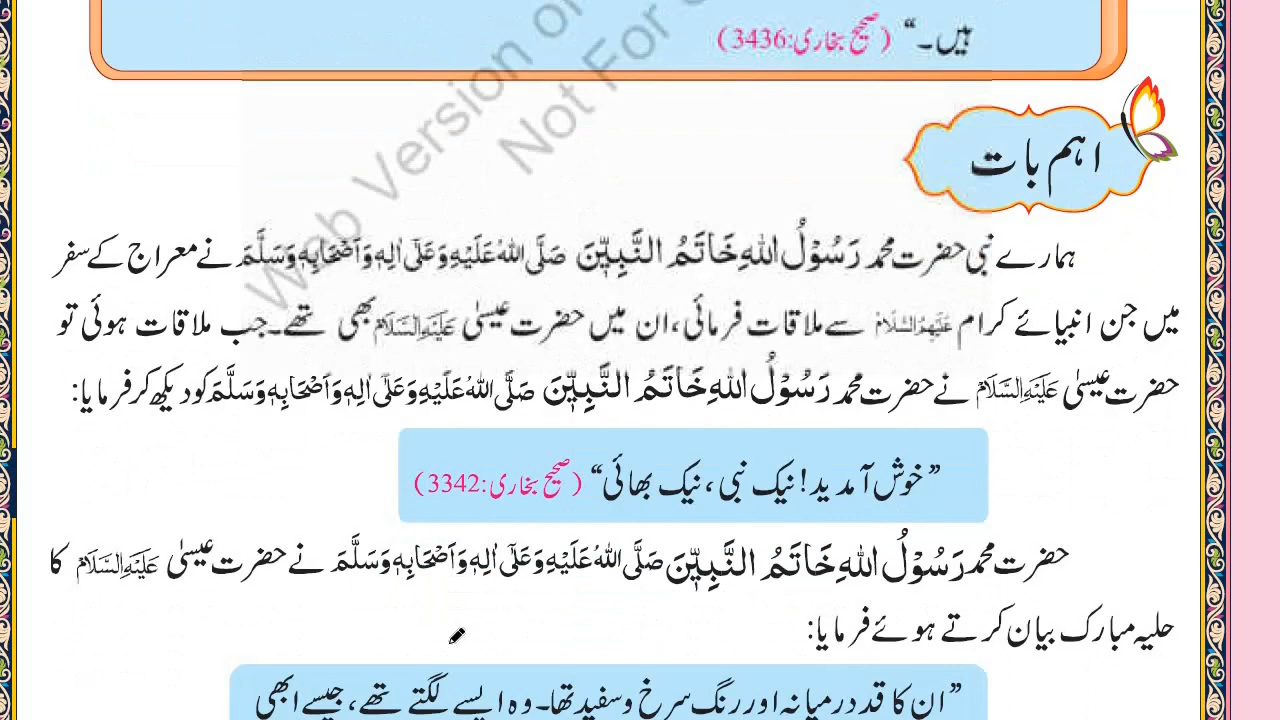 ہیں۔“ (صحیح بخاری:3436)
اہم بات
ہمارے نبی حضرت محمد رَسُوْلُ اللہِ خَاتَمُ النَّبِیّٖنَ صَلَّی اللہُ عَلَیْہِ وَعَلٰٓی اٰلِہٖ وَاَصْحَابِہٖ وَسَلَّمَ نے معراج کے سفر
میں جن انبیائے کرام عَلَیْہِمُ السَّلَامُ سے ملاقات فرمائی، ان میں حضرت عیسیٰ عَلَیْہِ السَّلَامُ بھی تھے۔ جب ملاقات ہوئی تو
حضرت عیسیٰ عَلَیْہِ السَّلَامُ نے حضرت محمد رَسُوْلُ اللہِ خَاتَمُ النَّبِیّٖنَ صَلَّی اللہُ عَلَیْہِ وَعَلٰٓی اٰلِہٖ وَاَصْحَابِہٖ وَسَلَّمَ کو دیکھ کر فرمایا:
”خوش آمدید! نیک نبی، نیک بھائی“ (صحیح بخاری:3342)
حضرت محمد رَسُوْلُ اللہِ خَاتَمُ النَّبِیّٖنَ صَلَّی اللہُ عَلَیْہِ وَعَلٰٓی اٰلِہٖ وَاَصْحَابِہٖ وَسَلَّمَ نے حضرت عیسیٰ عَلَیْہِ السَّلَامُ کا
حلیہ مبارک بیان کرتے ہوئے فرمایا:
”ان کا قد درمیانہ اور رنگ سرخ و سفید تھا۔ وہ ایسے لگتے تھے، جیسے ابھی
Web Version
Not For